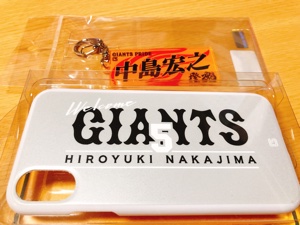 GIANTS PRIDE
中島宏之
Welcome
GIANTS
5
HIROYUKI NAKAJIMA